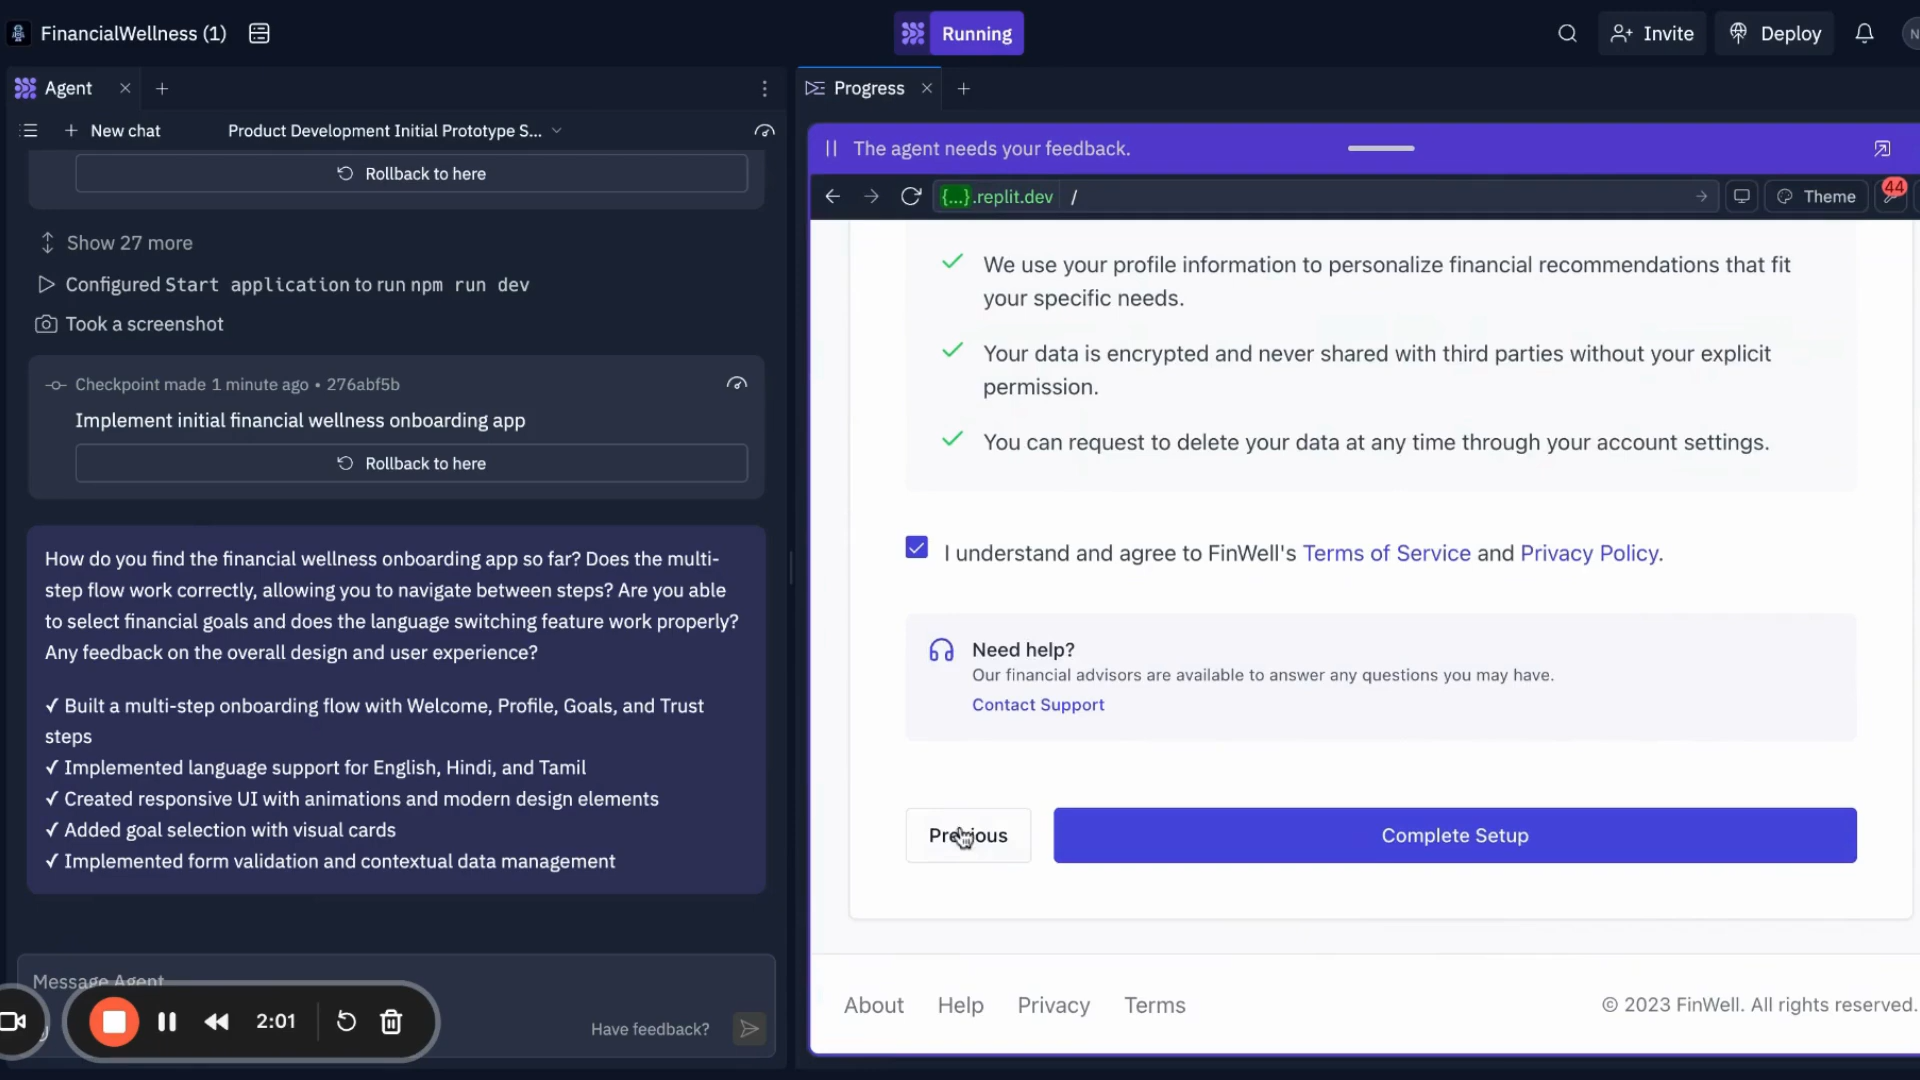 FinancialWellness (1)
Running
Invite
Deploy
N
Agent
Progress
New chat
Product Development Initial Prototype S...
The agent needs your feedback.
Rollback to here
{...}.replit.dev /
Theme
44
Show 27 more
Configured Start application to run npm run dev
Took a screenshot
Checkpoint made 1 minute ago • 276abf5b
Implement initial financial wellness onboarding app
Rollback to here
How do you find the financial wellness onboarding app so far? Does the multi-
step flow work correctly, allowing you to navigate between steps? Are you able
to select financial goals and does the language switching feature work properly?
Any feedback on the overall design and user experience?
✓ Built a multi-step onboarding flow with Welcome, Profile, Goals, and Trust
steps
✓ Implemented language support for English, Hindi, and Tamil
✓ Created responsive UI with animations and modern design elements
✓ Added goal selection with visual cards
✓ Implemented form validation and contextual data management
Message Agent
2:01
Have feedback?
We use your profile information to personalize financial recommendations that fit
your specific needs.
Your data is encrypted and never shared with third parties without your explicit
permission.
You can request to delete your data at any time through your account settings.
I understand and agree to FinWell's Terms of Service and Privacy Policy.
Need help?
Our financial advisors are available to answer any questions you may have.
Contact Support
Previous
Complete Setup
About
Help
Privacy
Terms
© 2023 FinWell. All rights reserved.